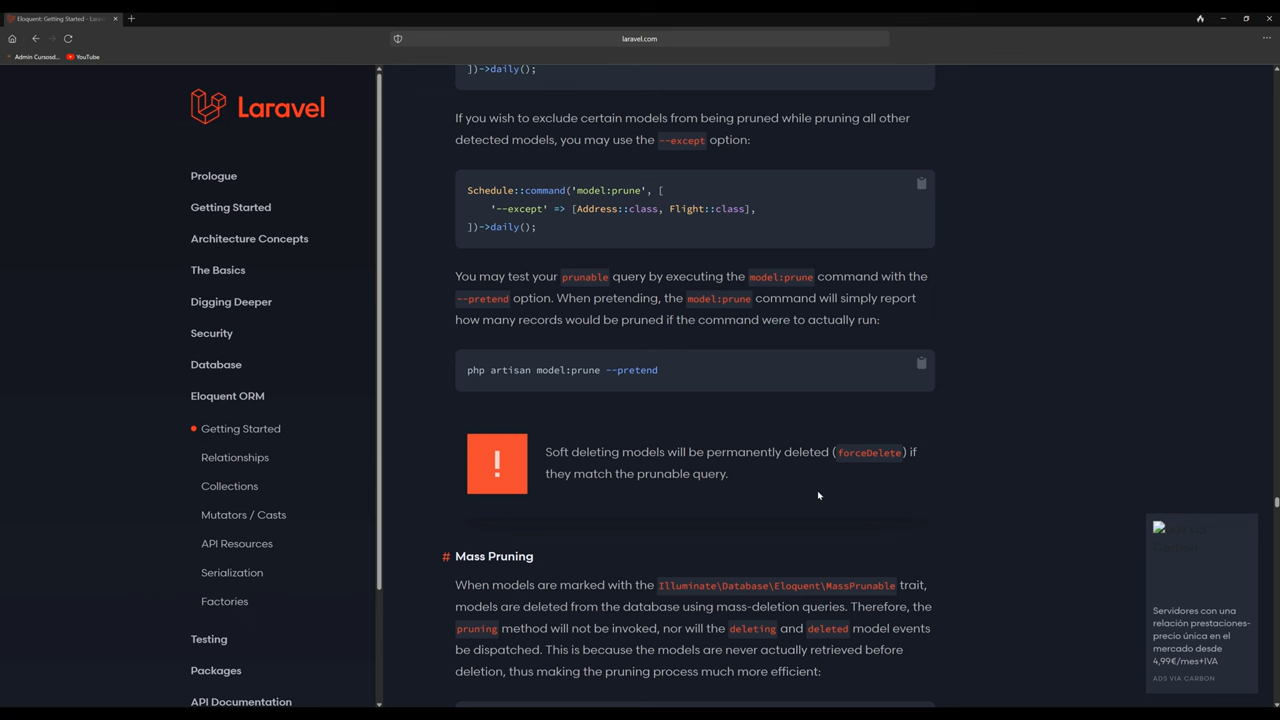 Eloquent: Getting Started - Larav
laravel.com
Admin Cursosd...
YouTube
Laravel
Prologue
Getting Started
Architecture Concepts
The Basics
Digging Deeper
Security
Database
Eloquent ORM
Getting Started
Relationships
Collections
Mutators / Casts
API Resources
Serialization
Factories
Testing
Packages
API Documentation
])->daily();
If you wish to exclude certain models from being pruned while pruning all other
detected models, you may use the --except option:
Schedule::command('model:prune', [
'--except' => [Address::class, Flight::class],
])->daily();
You may test your prunable query by executing the model:prune command with the
--pretend option. When pretending, the model:prune command will simply report
how many records would be pruned if the command were to actually run:
php artisan model:prune --pretend
! Soft deleting models will be permanently deleted (forceDelete) if
they match the prunable query.
# Mass Pruning
When models are marked with the Illuminate\Database\Eloquent\MassPrunable trait,
models are deleted from the database using mass-deletion queries. Therefore, the
pruning method will not be invoked, nor will the deleting and deleted model events
be dispatched. This is because the models are never actually retrieved before
deletion, thus making the pruning process much more efficient:
Servidores con una
relación prestaciones-
precio única en el
mercado desde
4,99€/mes+IVA
ADS VIA CARBON